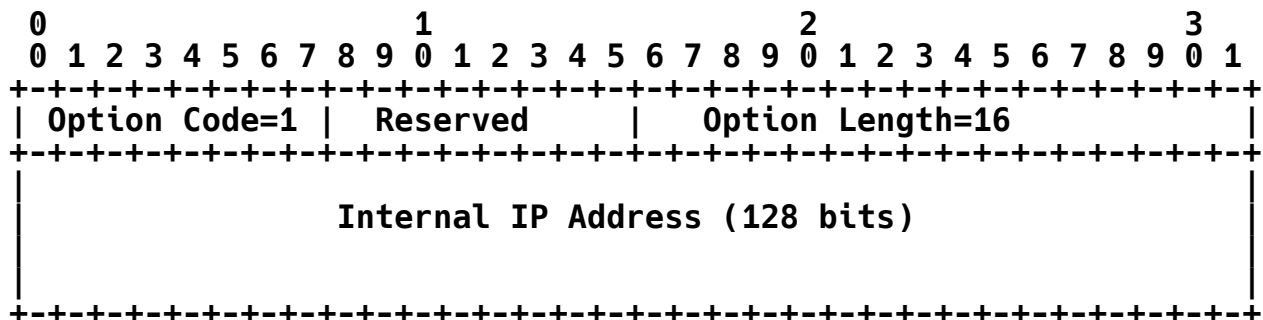 0                   1                   2                   3
 0 1 2 3 4 5 6 7 8 9 0 1 2 3 4 5 6 7 8 9 0 1 2 3 4 5 6 7 8 9 0 1
+-+-+-+-+-+-+-+-+-+-+-+-+-+-+-+-+-+-+-+-+-+-+-+-+-+-+-+-+-+-+-+-+
| Option Code=1 |  Reserved     |   Option Length=16            |
+-+-+-+-+-+-+-+-+-+-+-+-+-+-+-+-+-+-+-+-+-+-+-+-+-+-+-+-+-+-+-+-+
|                                                               |
|                Internal IP Address (128 bits)                 |
|                                                               |
|                                                               |
+-+-+-+-+-+-+-+-+-+-+-+-+-+-+-+-+-+-+-+-+-+-+-+-+-+-+-+-+-+-+-+-+